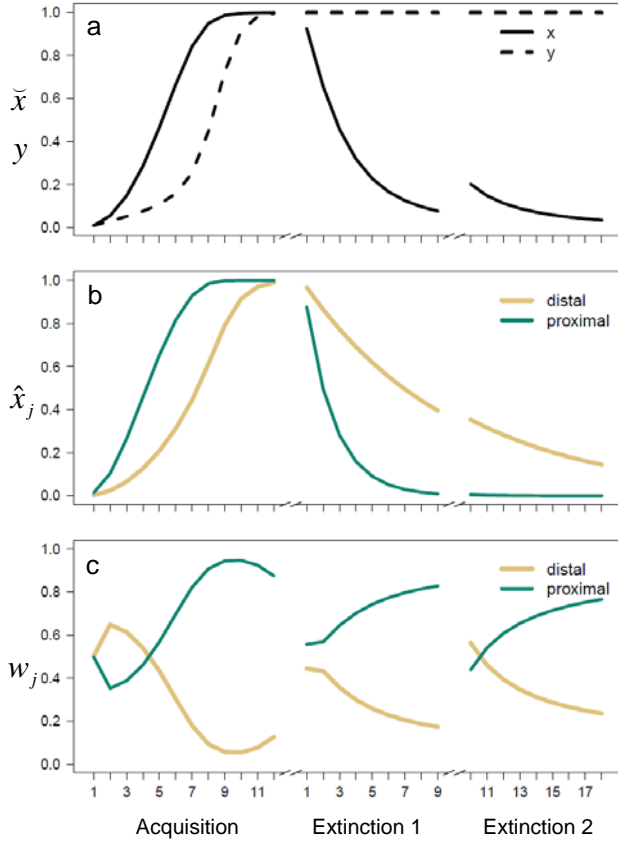 a
1.0
0.8
0.6
0.4
0.2
0.0
x̆
y
x
y
b
1.0
0.8
0.6
0.4
0.2
0.0
x̂j
distal
proximal
c
1.0
0.8
0.6
0.4
0.2
0.0
wj
distal
proximal
1 3 5 7 9 11 1 3 5 7 9 11 13 15 17
Acquisition Extinction 1 Extinction 2